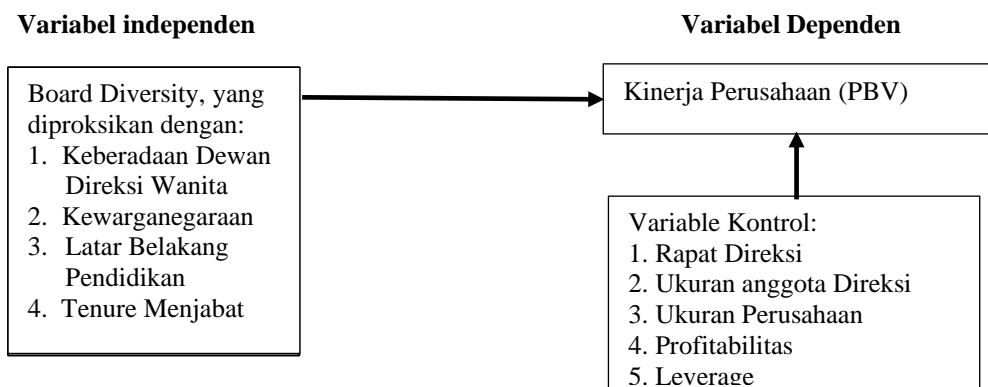 Variabel independen
Variabel Dependen
Board Diversity, yang
diproksikan dengan:
1. Keberadaan Dewan
Direksi Wanita
2. Kewarganegaraan
3. Latar Belakang
Pendidikan
4. Tenure Menjabat
Kinerja Perusahaan (PBV)
Variable Kontrol:
1. Rapat Direksi
2. Ukuran anggota Direksi
3. Ukuran Perusahaan
4. Profitabilitas
5. Leverage